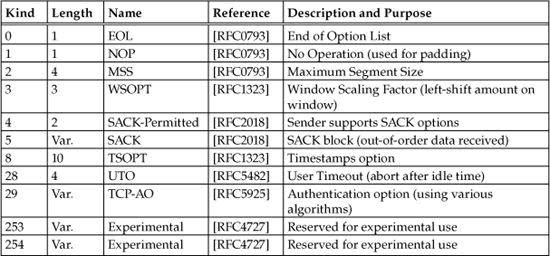 Kind Length Name Reference Description and Purpose
0 1 EOL [RFC0793] End of Option List
1 1 NOP [RFC0793] No Operation (used for padding)
2 4 MSS [RFC0793] Maximum Segment Size
3 3 WSOPT [RFC1323] Window Scaling Factor (left-shift amount on
window)
4 2 SACK-Permitted [RFC2018] Sender supports SACK options
5 Var. SACK [RFC2018] SACK block (out-of-order data received)
8 10 TSOPT [RFC1323] Timestamps option
28 4 UTO [RFC5482] User Timeout (abort after idle time)
29 Var. TCP-AO [RFC5925] Authentication option (using various
algorithms)
253 Var. Experimental [RFC4727] Reserved for experimental use
254 Var. Experimental [RFC4727] Reserved for experimental use